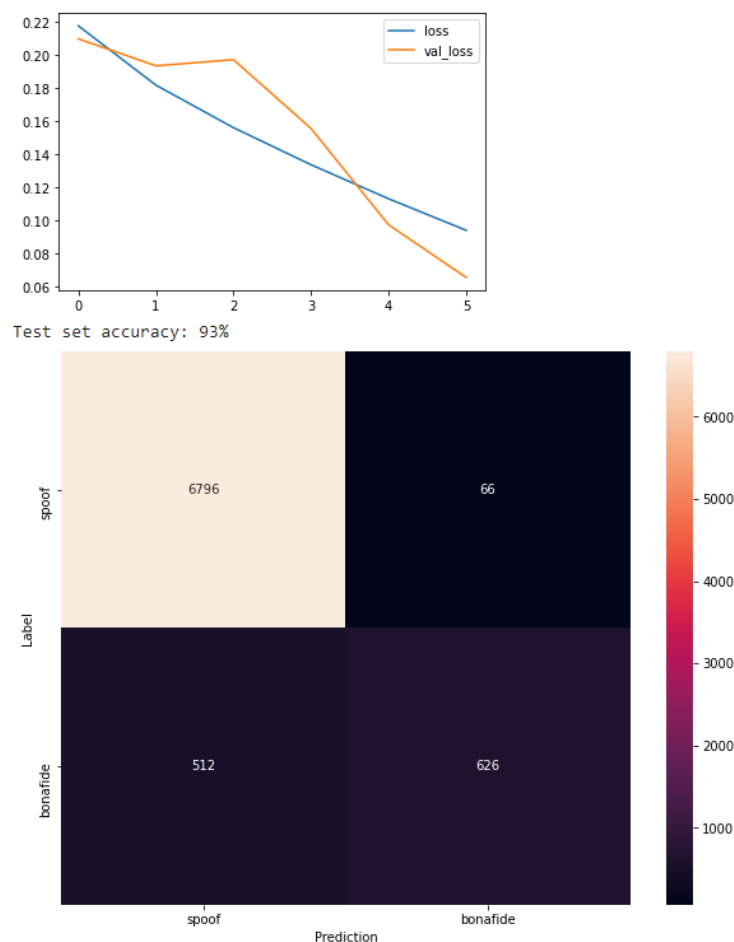 0.22
0.20
0.18
0.16
0.14
0.12
0.10
0.08
0.06
loss
val_loss
0 1 2 3 4 5
Test set accuracy: 93%
Label
spoof
bonafide
6796 66
512 626
spoof bonafide
Prediction
6000
5000
4000
3000
2000
1000